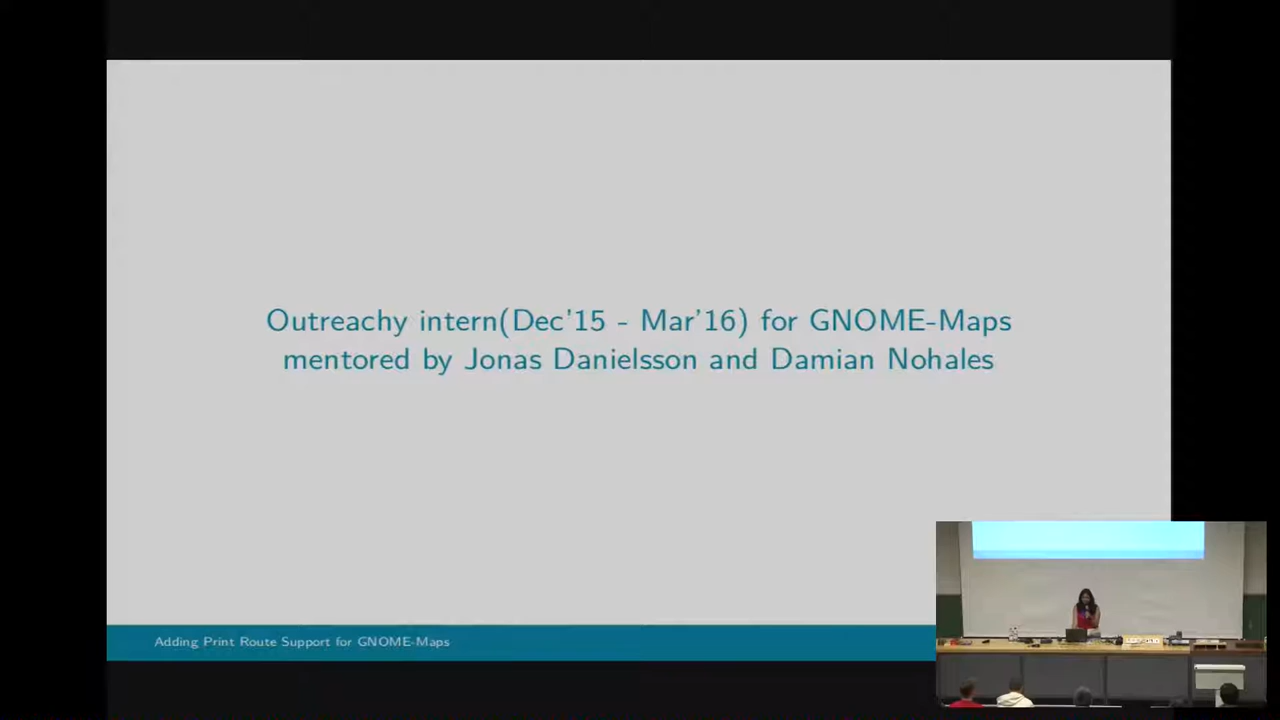 Outreachy intern(Dec'15 - Mar'16) for GNOME-Maps
mentored by Jonas Danielsson and Damian Nohales
Adding Print Route Support for GNOME-Maps